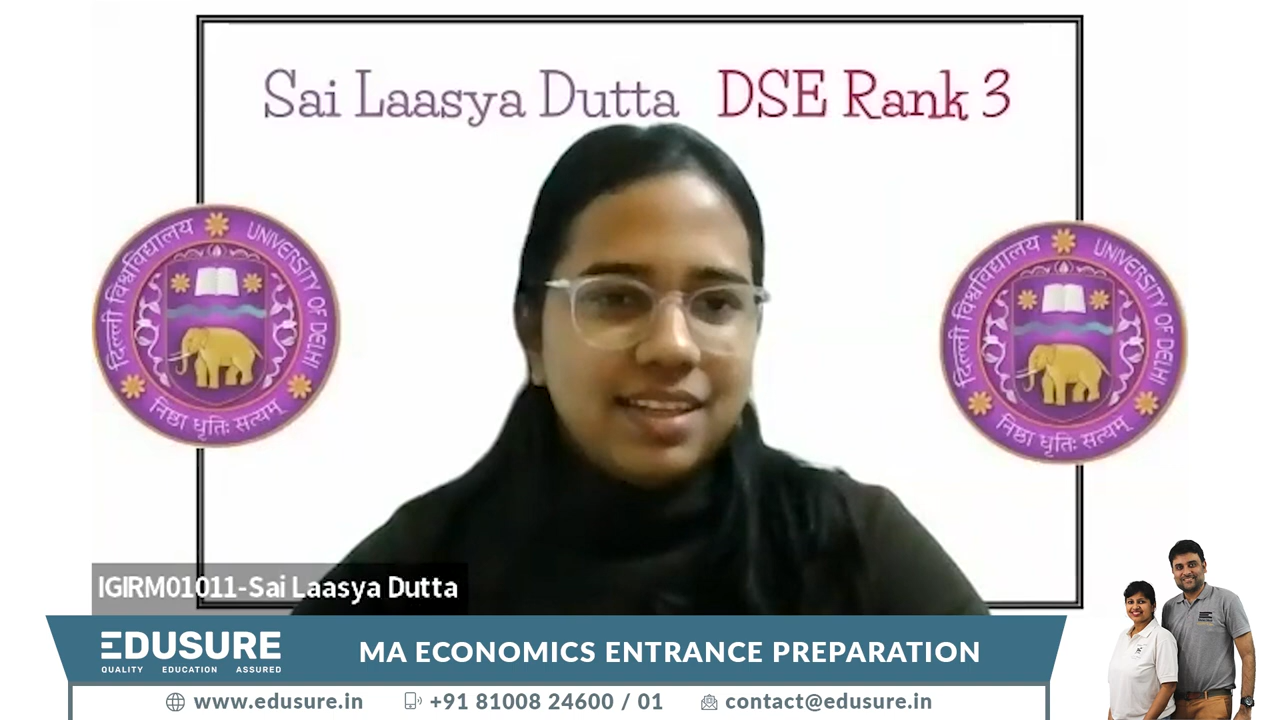 Sai Laasya Dutta DSE Rank 3
दिल्ली विश्वविद्यालय UNIVERSITY OF DELHI
निष्ठा धृतिः सत्यम्
दिल्ली विश्वविद्यालय UNIVERSITY OF DELHI
निष्ठा धृतिः सत्यम्
IGIRM01011-Sai Laasya Dutta
EDUSURE
QUALITY EDUCATION ASSURED
MA ECONOMICS ENTRANCE PREPARATION
www.edusure.in +91 81008 24600 / 01 contact@edusure.in